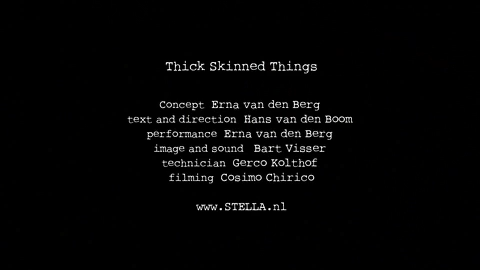 Thick Skinned Things
Concept Erna van den Berg
text and direction Hans van den Boom
performance Erna van den Berg
image and sound Bart Visser
technician Gerco Kolthof
filming Cosimo Chirico
www.STELLA.nl